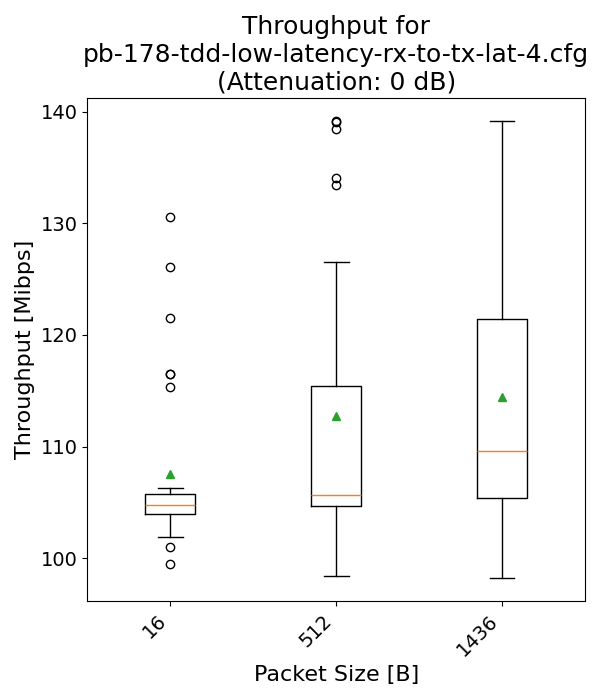 Throughput for
pb-178-tdd-low-latency-rx-to-tx-lat-4.cfg
(Attenuation: 0 dB)
Throughput [Mibps]
140
130
120
110
100
16
512
1436
Packet Size [B]